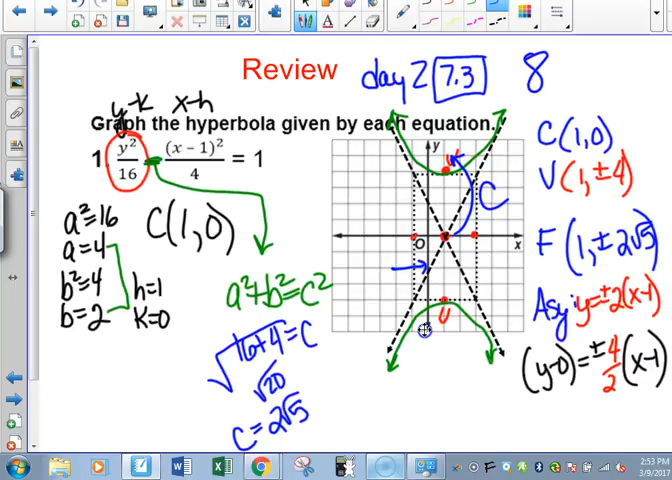 Review
day 2 7.3
8
y-k x-h
Graph the hyperbola given by each equation.
1. y²/16 - (x - 1)²/4 = 1
a²=16
a=4
b²=4
b=2
h=1
k=0
C(1,0)
a²+b²=c²
√16+4=c
√20
c=2√5
y
O
x
V
V
C
C(1,0)
V(1,±4)
F(1,±2√5)
Asy: y=±2(x-1)
(y-0)=±4/2(x-1)
2:53 PM
3/9/2017